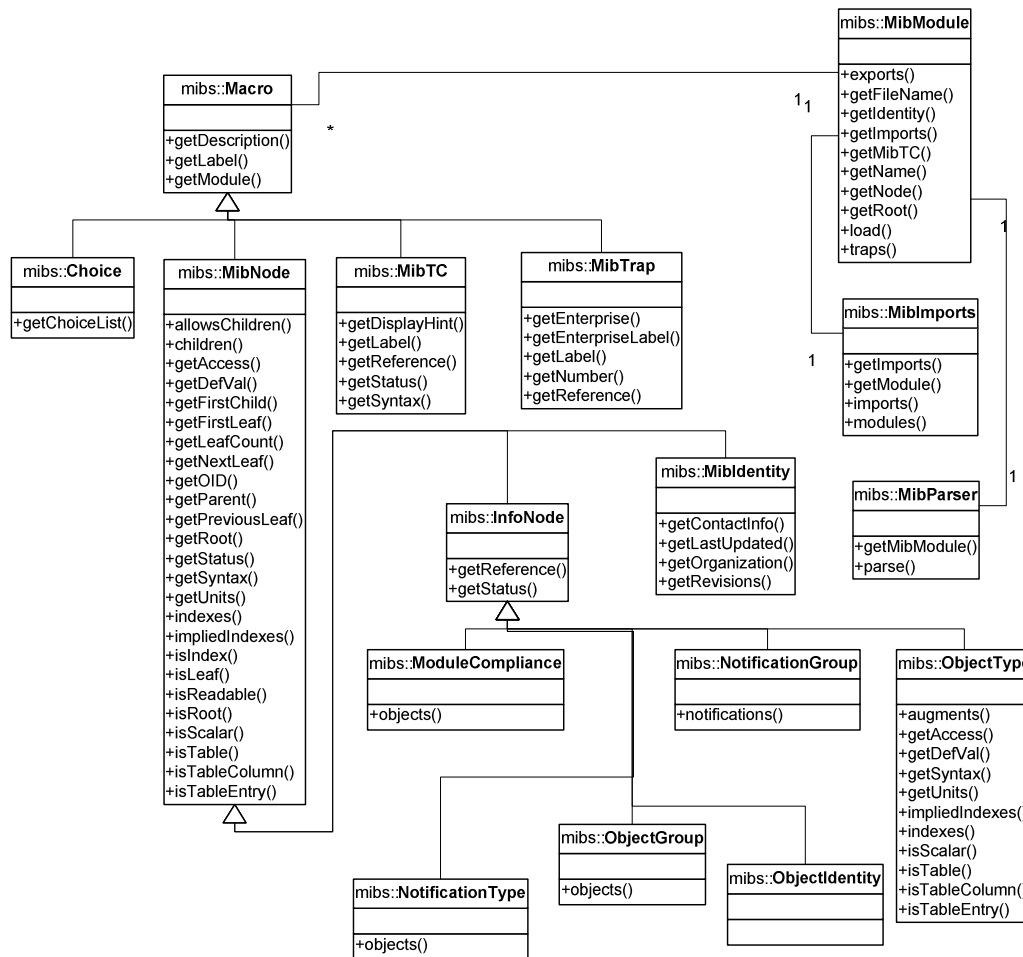 mibs::MibModule
+exports()
+getFileName()
+getIdentity()
+getImports()
+getMibTC()
+getName()
+getNode()
+getRoot()
+load()
+traps()
mibs::Macro
+getDescription()
+getLabel()
+getModule()
*
1
1
1
1
1
mibs::Choice
+getChoiceList()
mibs::MibNode
+allowsChildren()
+children()
+getAccess()
+getDefVal()
+getFirstChild()
+getFirstLeaf()
+getLeafCount()
+getNextLeaf()
+getOID()
+getParent()
+getPreviousLeaf()
+getRoot()
+getStatus()
+getSyntax()
+getUnits()
+indexes()
+impliedIndexes()
+isIndex()
+isLeaf()
+isReadable()
+isRoot()
+isScalar()
+isTable()
+isTableColumn()
+isTableEntry()
mibs::MibTC
+getDisplayHint()
+getLabel()
+getReference()
+getStatus()
+getSyntax()
mibs::MibTrap
+getEnterprise()
+getEnterpriseLabel()
+getLabel()
+getNumber()
+getReference()
mibs::MibImports
+getImports()
+getModule()
+imports()
+modules()
1
mibs::MibParser
+getMibModule()
+parse()
mibs::MibIdentity
+getContactInfo()
+getLastUpdated()
+getOrganization()
+getRevisions()
mibs::InfoNode
+getReference()
+getStatus()
mibs::ModuleCompliance
+objects()
mibs::NotificationGroup
+notifications()
mibs::ObjectType
+augments()
+getAccess()
+getDefVal()
+getSyntax()
+getUnits()
+impliedIndexes()
+indexes()
+isScalar()
+isTable()
+isTableColumn()
+isTableEntry()
mibs::ObjectGroup
+objects()
mibs::ObjectIdentity
mibs::NotificationType
+objects()